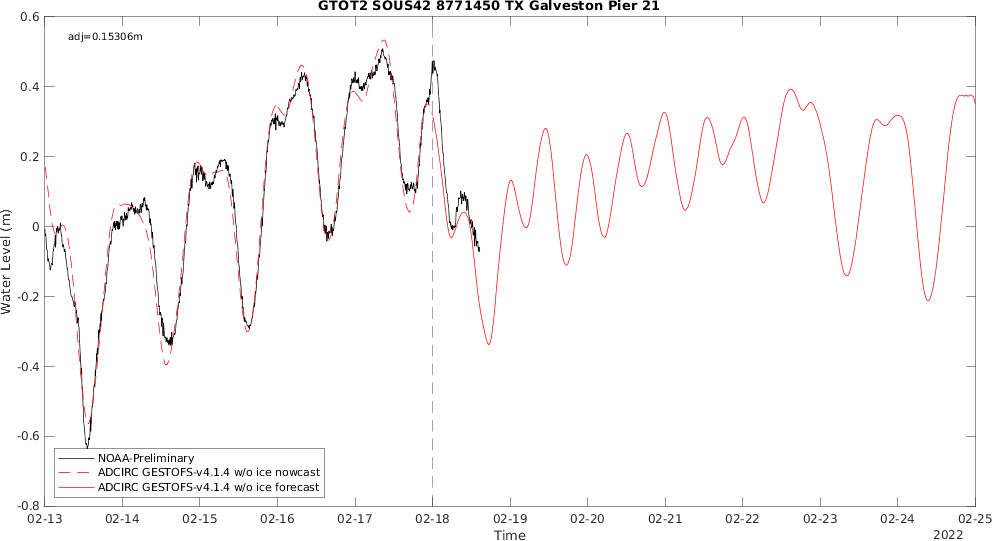 GTOT2 SOUS42 8771450 TX Galveston Pier 21
adj=0.15306m
0.6
0.4
0.2
0
-0.2
-0.4
-0.6
-0.8
Water Level (m)
NOAA-Preliminary
ADCIRC GESTOFS-v4.1.4 w/o ice nowcast
ADCIRC GESTOFS-v4.1.4 w/o ice forecast
02-13 02-14 02-15 02-16 02-17 02-18 02-19 02-20 02-21 02-22 02-23 02-24 02-25
Time
2022